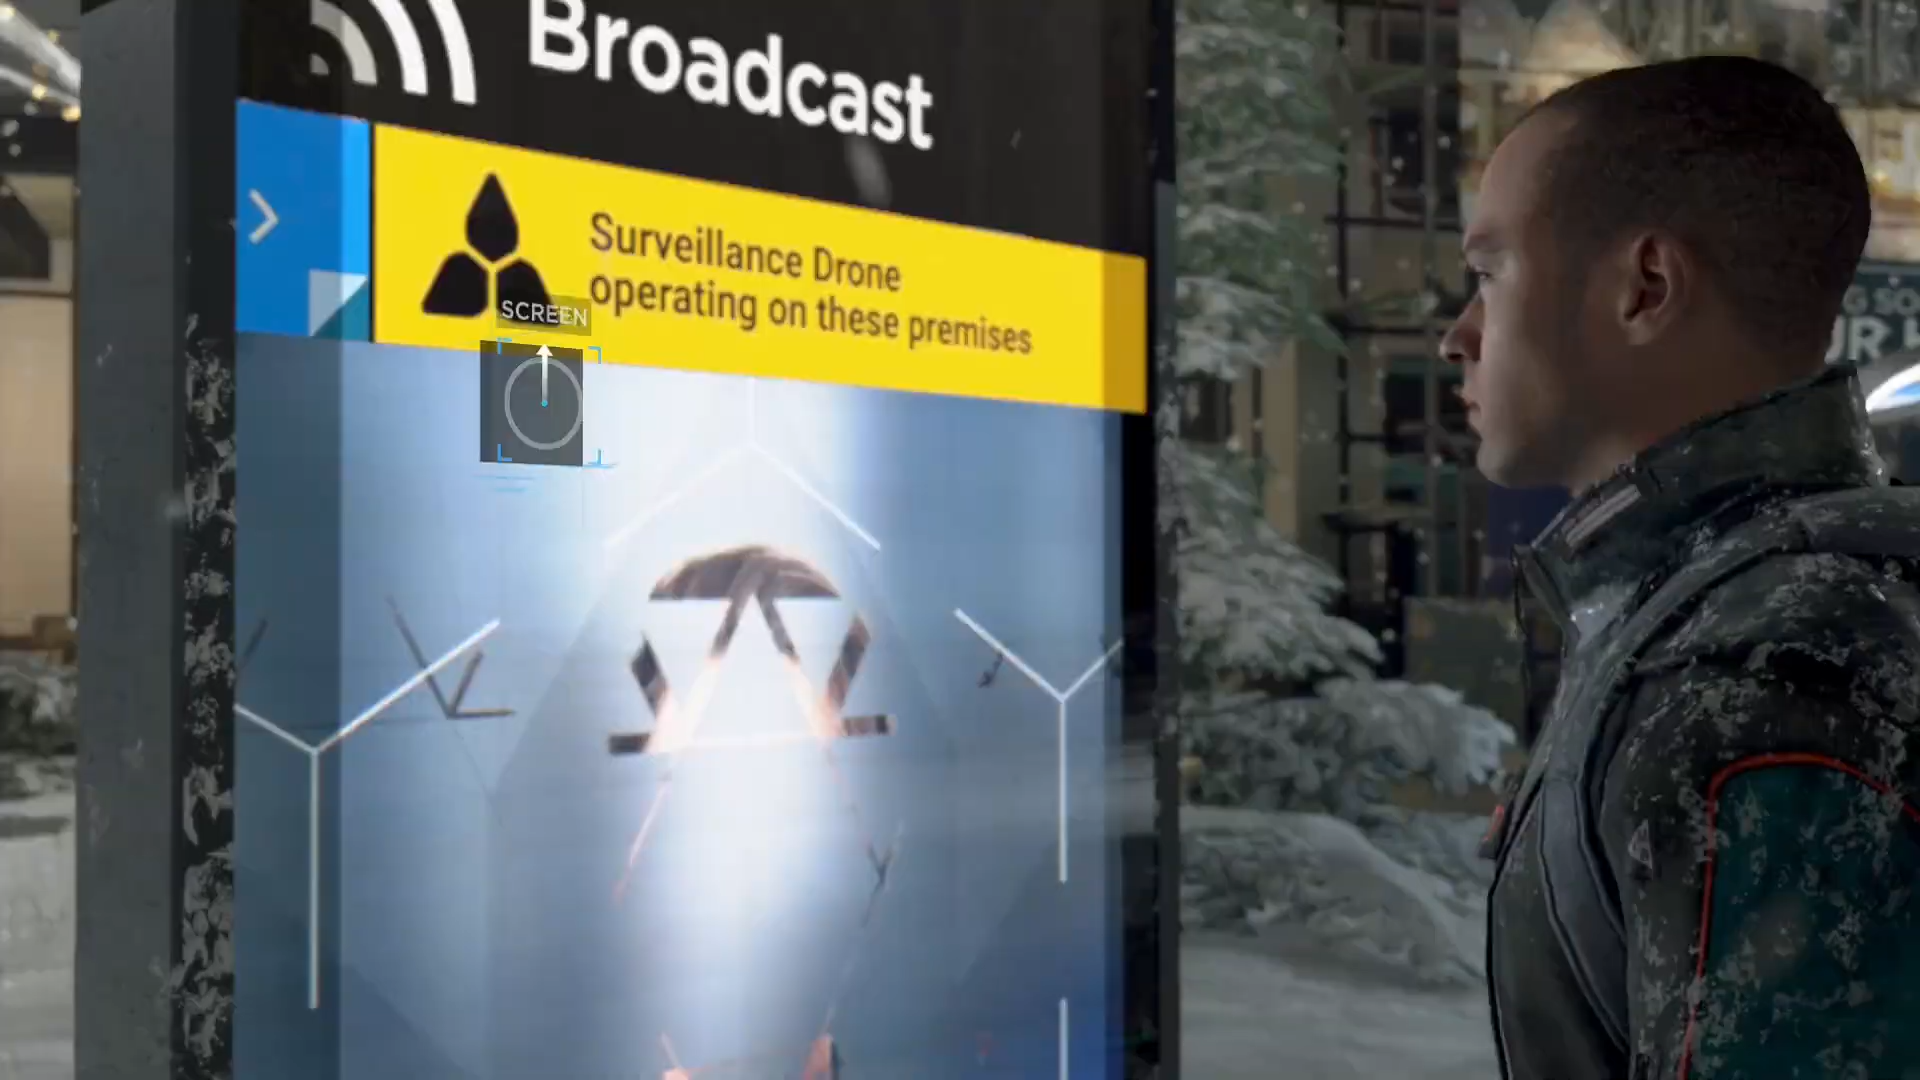 Broadcast
Surveillance Drone
operating on these premises
SCREEN